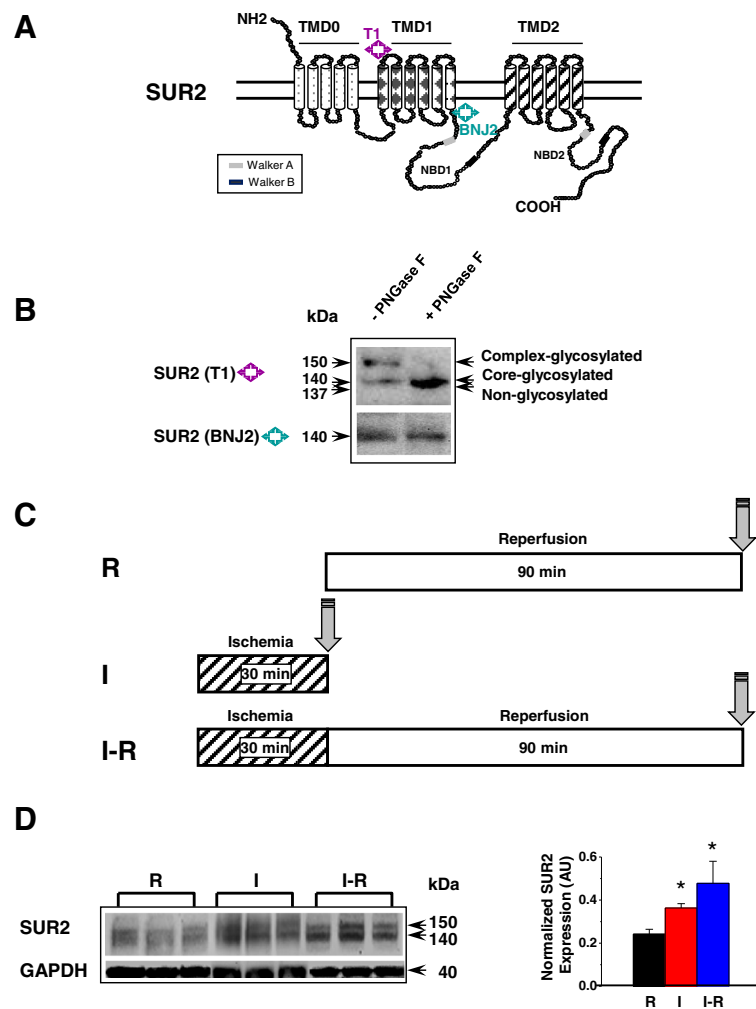 A
NH2
TMD0
T1
TMD1
TMD2
SUR2
BNJ2
Walker A
Walker B
NBD1
NBD2
COOH
B
kDa
- PNGase F
+ PNGase F
SUR2 (T1)
150
140
137
Complex-glycosylated
Core-glycosylated
Non-glycosylated
SUR2 (BNJ2)
140
C
R
Reperfusion
90 min
I
Ischemia
30 min
I-R
Ischemia
30 min
Reperfusion
90 min
D
R
I
I-R
kDa
SUR2
150
140
GAPDH
40
Normalized SUR2
Expression (AU)
0.6
0.4
0.2
0.0
*
*
R
I
I-R